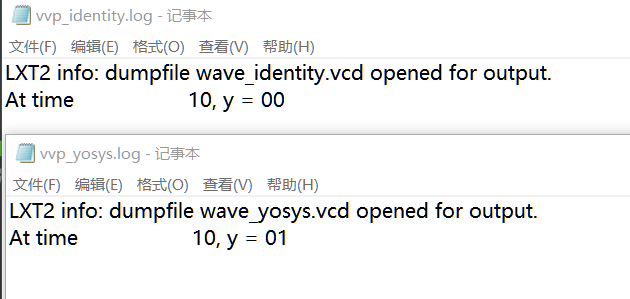 vvp_identity.log - 记事本
文件(F) 编辑(E) 格式(O) 查看(V) 帮助(H)
LXT2 info: dumpfile wave_identity.vcd opened for output.
At time 10, y = 00
vvp_yosys.log - 记事本
文件(F) 编辑(E) 格式(O) 查看(V) 帮助(H)
LXT2 info: dumpfile wave_yosys.vcd opened for output.
At time 10, y = 01